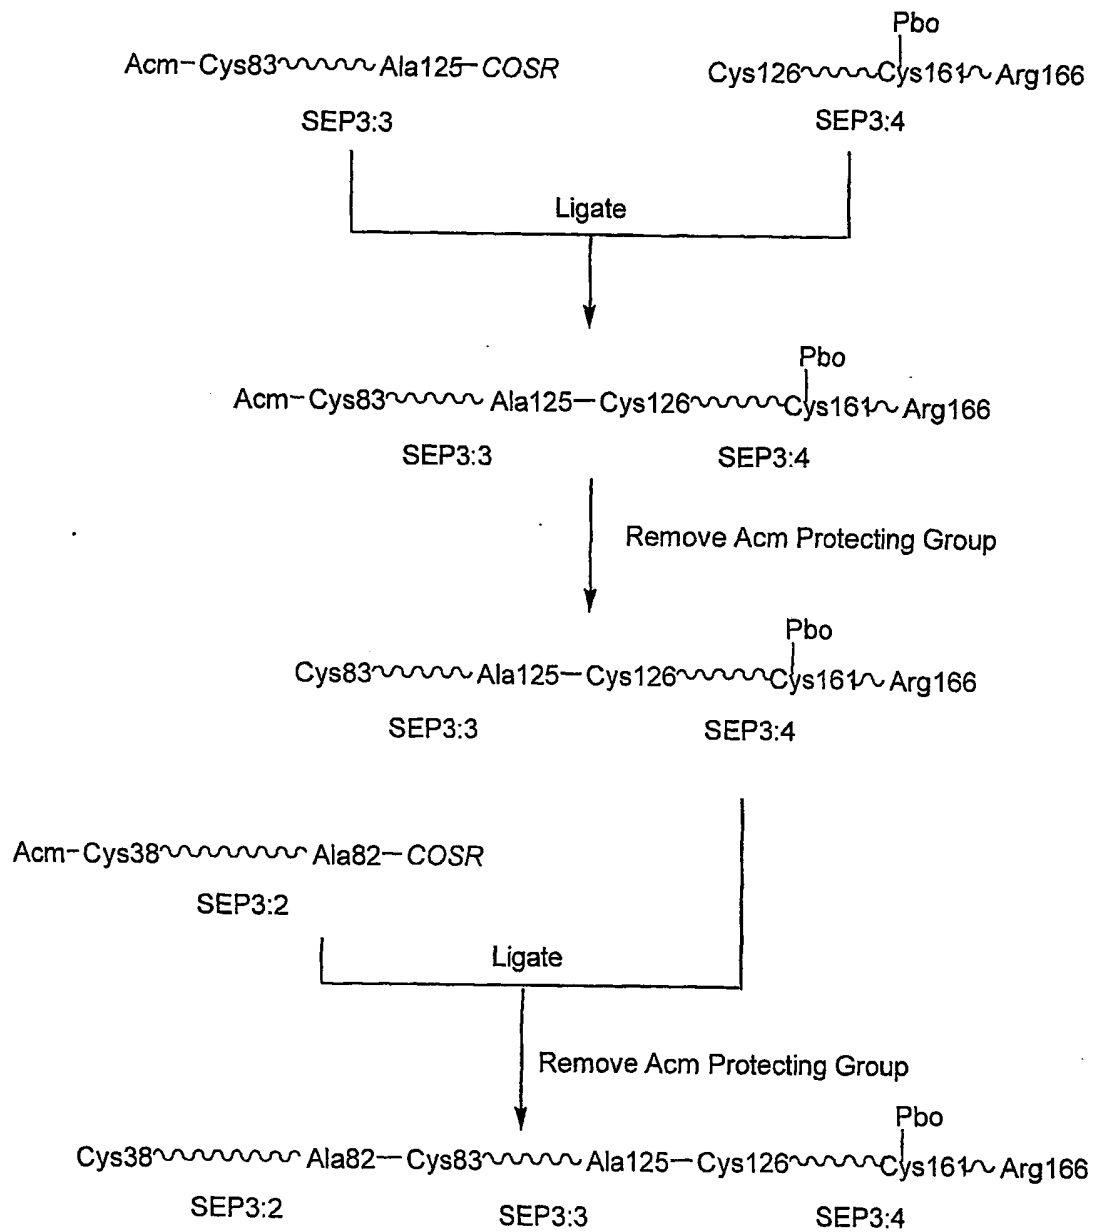 Pbo
Acm-Cys83 Ala125-COSR
Cys126 Cys161 Arg166
SEP3:3
SEP3:4
Ligate
Pbo
Acm-Cys83 Ala125-Cys126 Cys161 Arg166
SEP3:3
SEP3:4
Remove Acm Protecting Group
Pbo
Cys83 Ala125-Cys126 Cys161 Arg166
SEP3:3
SEP3:4
Acm-Cys38 Ala82-COSR
SEP3:2
Ligate
Remove Acm Protecting Group
Pbo
Cys38 Ala82-Cys83 Ala125-Cys126 Cys161 Arg166
SEP3:2
SEP3:3
SEP3:4